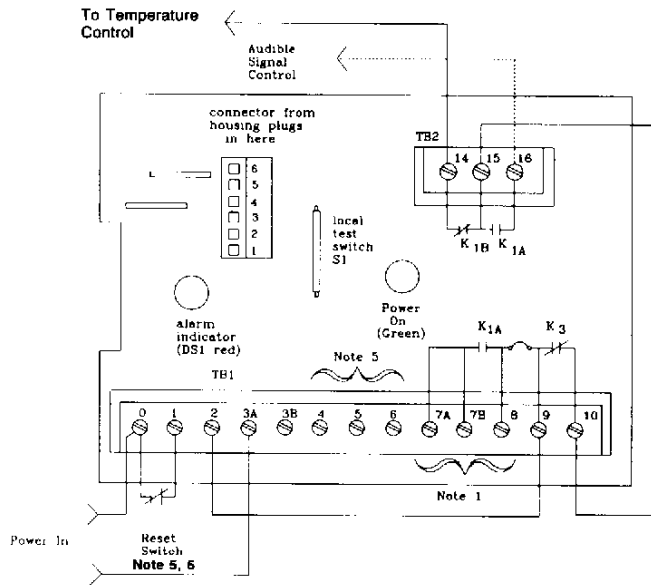 To Temperature
Control
Audible
Signal
Control
connector from
housing plugs
in here
TB2
14 15 16
6
5
4
3
2
1
K1B K1A
local
test
switch
S1
alarm
indicator
(DS1 red)
Power
On
(Green)
K1A K3
Note 5
TB1
0 1 2 3A 3B 4 5 6 7A 7B 8 9 10
Note 1
Power In
Reset
Switch
Note 5, 6